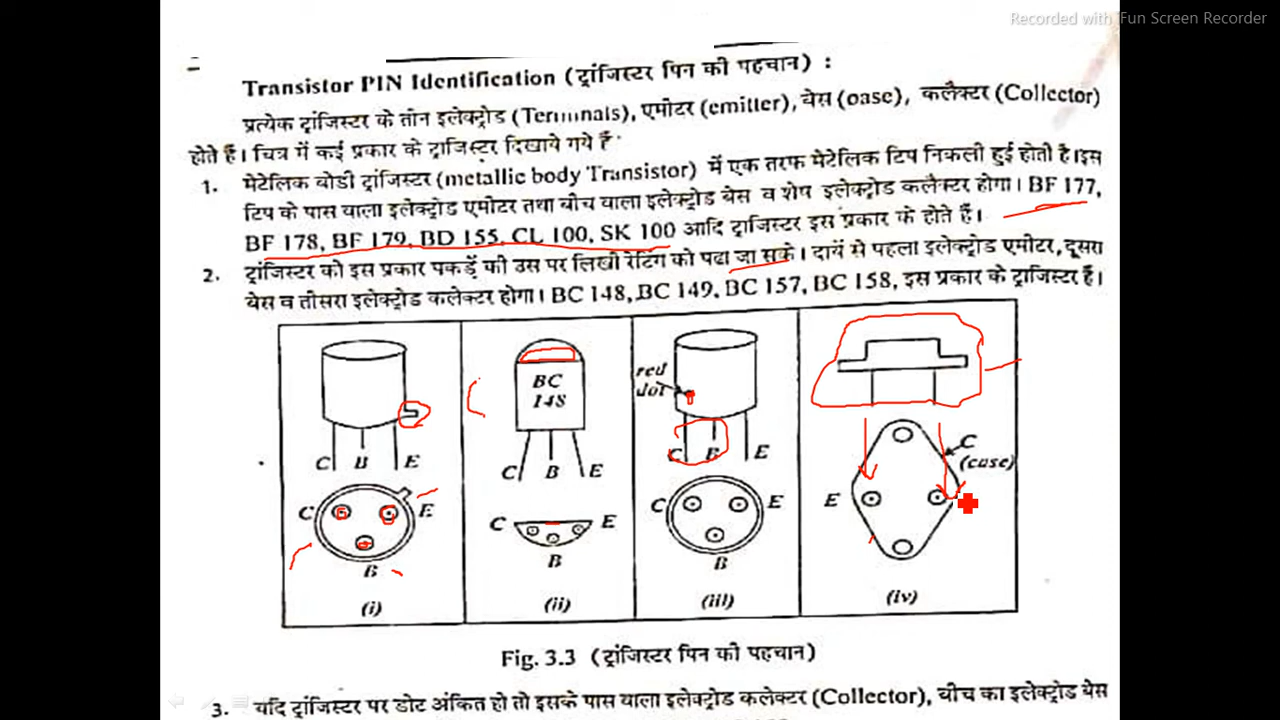 Recorded with Fun Screen Recorder
Transistor PIN Identification (ट्रांजिस्टर पिन की पहचान) :
प्रत्येक ट्रांजिस्टर के तीन इलेक्ट्रोड (Terminals), एमीटर (emitter), बेस (base), कलैक्टर (Collector)
होते हैं। चित्र में कई प्रकार के ट्रांजिस्टर दिखाये गये हैं
1. मेटेलिक बोडी ट्रांजिस्टर (metallic body Transistor) में एक तरफ मेटेलिक टिप निकली हुई होती है।इस
टिप के पास वाला इलेक्ट्रोड एमीटर तथा बीच वाला इलेक्ट्रोड बेस व शेष इलेक्ट्रोड कलैक्टर होगा। BF 177,
BF 178, BF 179, BD 155, CL 100, SK 100 आदि ट्रांजिस्टर इस प्रकार के होते हैं।
2. ट्रांजिस्टर को इस प्रकार पकड़ें की उस पर लिखी रेटिंग को पढा जा सके। दायें से पहला इलेक्ट्रोड एमीटर, दूसरा
बेस व तीसरा इलेक्ट्रोड कलेक्टर होगा। BC 148, BC 149, BC 157, BC 158, इस प्रकार के ट्रांजिस्टर हैं।
C B E
C E
B
(i)
BC
148
C B E
C E
B
(ii)
red
dot
C B E
C E
B
(iii)
C
(case)
E
(iv)
Fig. 3.3 (ट्रांजिस्टर पिन की पहचान)
3. यदि ट्रांजिस्टर पर डोट अंकित हो तो इसके पास वाला इलेक्ट्रोड कलेक्टर (Collector), बीच का इलेक्ट्रोड बेस